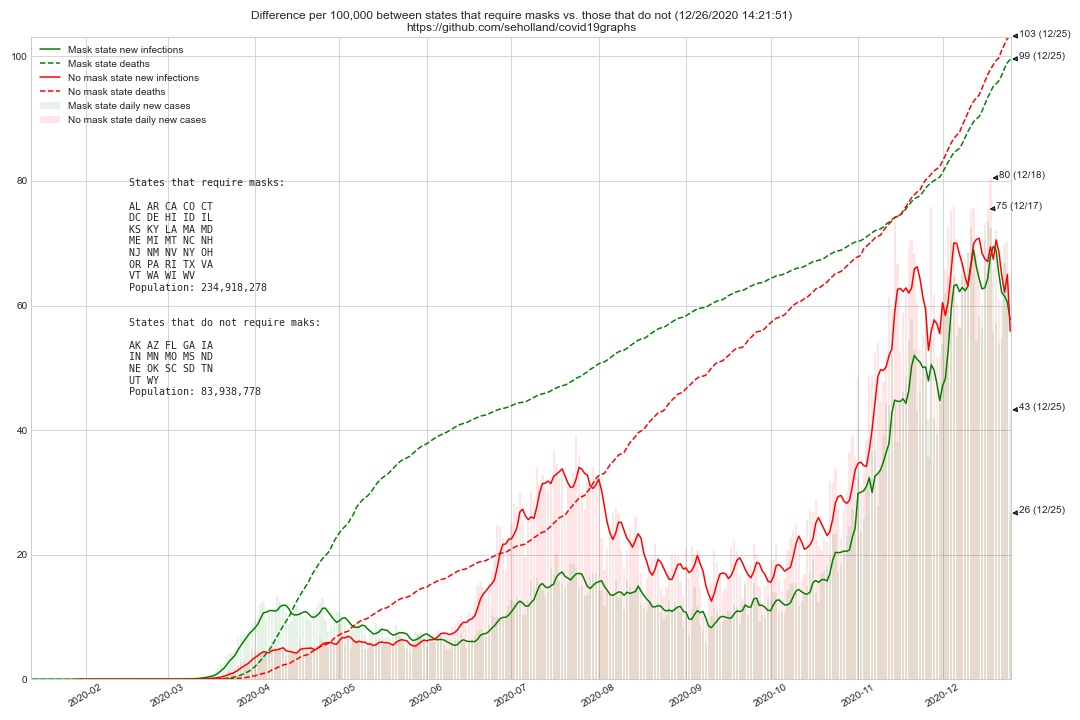 Difference per 100,000 between states that require masks vs. those that do not (12/26/2020 14:21:51)
https://github.com/seholland/covid19graphs
Mask state new infections
Mask state deaths
No mask state new infections
No mask state deaths
Mask state daily new cases
No mask state daily new cases
States that require masks:
AL AR CA CO CT
DC DE HI ID IL
KS KY LA MA MD
ME MI MT NC NH
NJ NM NV NY OH
OR PA RI TX VA
VT WA WI WV
Population: 234,918,278
States that do not require maks:
AK AZ FL GA IA
IN MN MO MS ND
NE OK SC SD TN
UT WY
Population: 83,938,778
103 (12/25)
99 (12/25)
80 (12/18)
75 (12/17)
43 (12/25)
26 (12/25)
100
80
60
40
20
0
2020-02
2020-03
2020-04
2020-05
2020-06
2020-07
2020-08
2020-09
2020-10
2020-11
2020-12